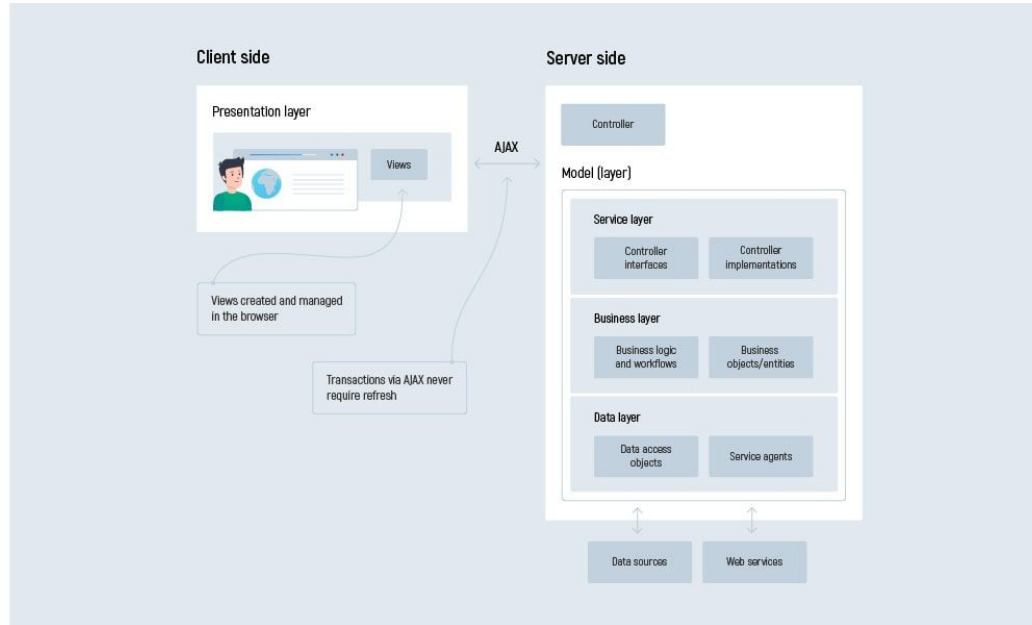 Client side
Server side
Presentation layer
Views
AJAX
Controller
Model (layer)
Service layer
Controller
interfaces
Controller
implementations
Views created and managed
in the browser
Business layer
Business logic
and workflows
Business
objects/entities
Transactions via AJAX never
require refresh
Data layer
Data access
objects
Service agents
Data sources
Web services